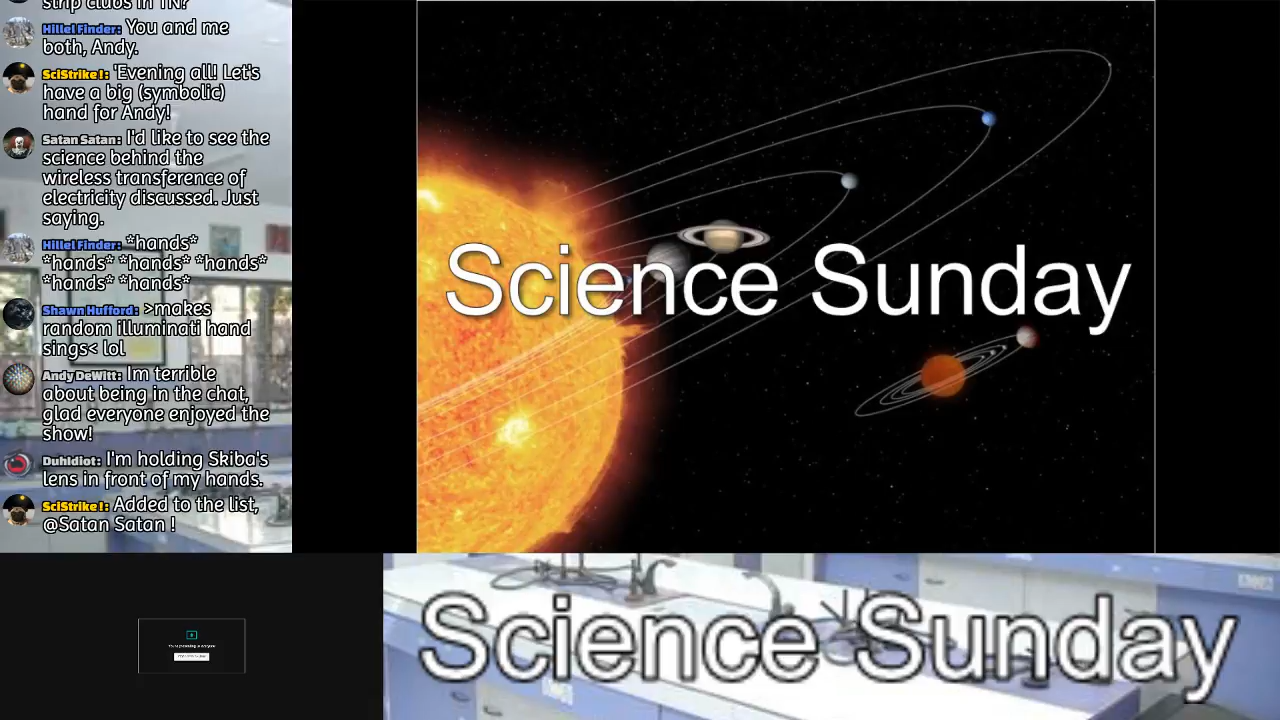 strip clubs in TN?
Hillel Finder: You and me
both, Andy.
SciStrike1: 'Evening all! Let's
have a big (symbolic)
hand for Andy!
Satan Satan: I'd like to see the
science behind the
wireless transference of
electricity discussed. Just
saying.
Hillel Finder: *hands*
*hands* *hands* *hands*
*hands* *hands*
Shawn Hufford: >makes
random illuminati hand
sings< lol
Andy DeWitt: Im terrible
about being in the chat,
glad everyone enjoyed the
show!
DuhIdiot: I'm holding Skiba's
lens in front of my hands.
SciStrike1: Added to the list,
@Satan Satan !
Science Sunday
Science Sunday